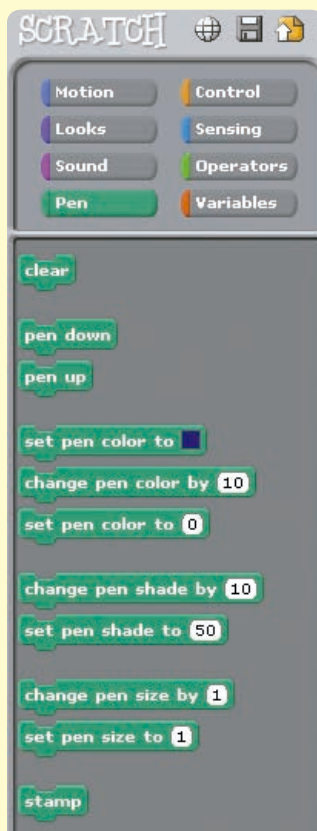 SCRATCH
Motion Control
Looks Sensing
Sound Operators
Pen Variables
clear
pen down
pen up
set pen color to
change pen color by 10
set pen color to 0
change pen shade by 10
set pen shade to 50
change pen size by 1
set pen size to 1
stamp